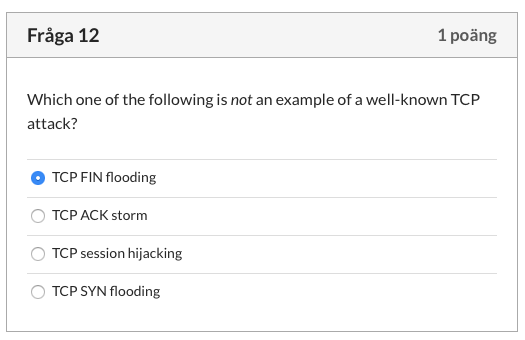 Fråga 12
1 poäng
Which one of the following is not an example of a well-known TCP
attack?
TCP FIN flooding
TCP ACK storm
TCP session hijacking
TCP SYN flooding